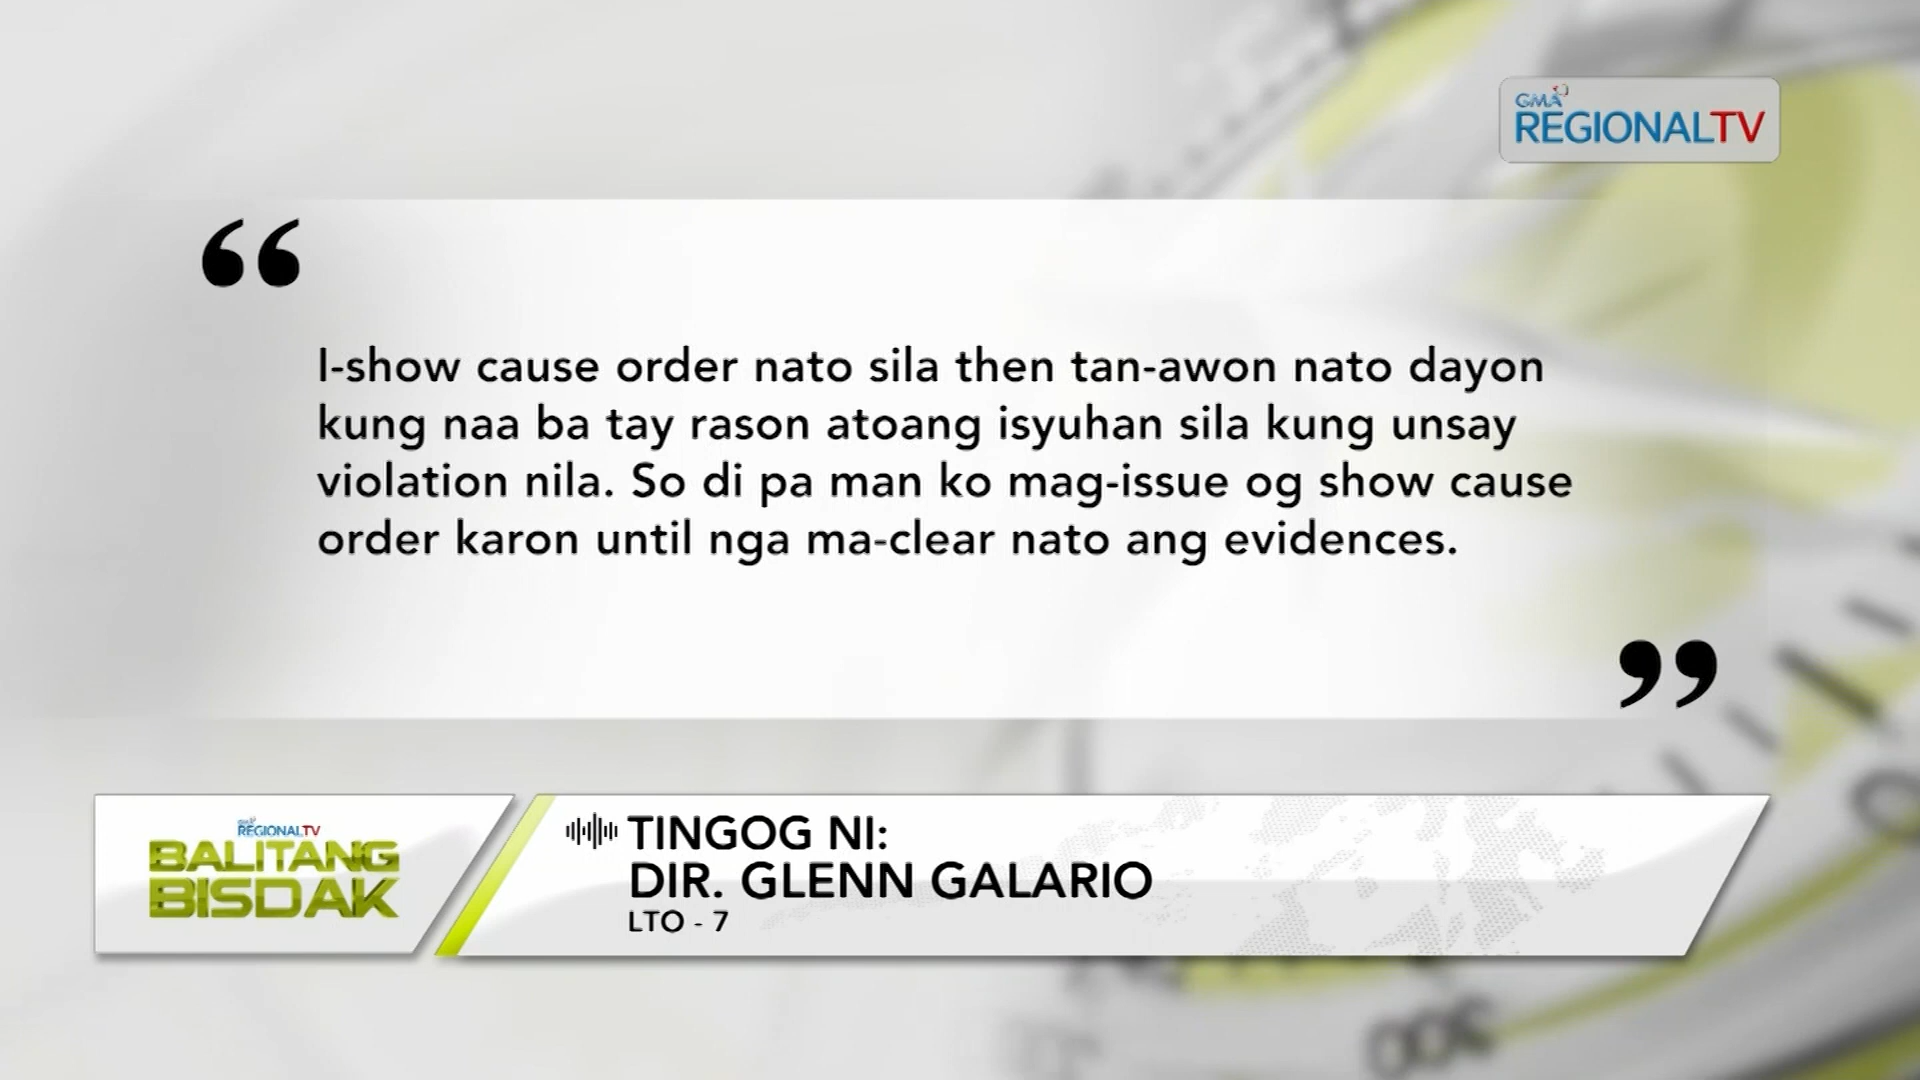 GMA
REGIONALTV
“
I-show cause order nato sila then tan-awon nato dayon
kung naa ba tay rason atoang isyuhan sila kung unsay
violation nila. So di pa man ko mag-issue og show cause
order karon until nga ma-clear nato ang evidences.
”
REGIONALTV
BALITANG
BISDAK
TINGOG NI:
DIR. GLENN GALARIO
LTO - 7